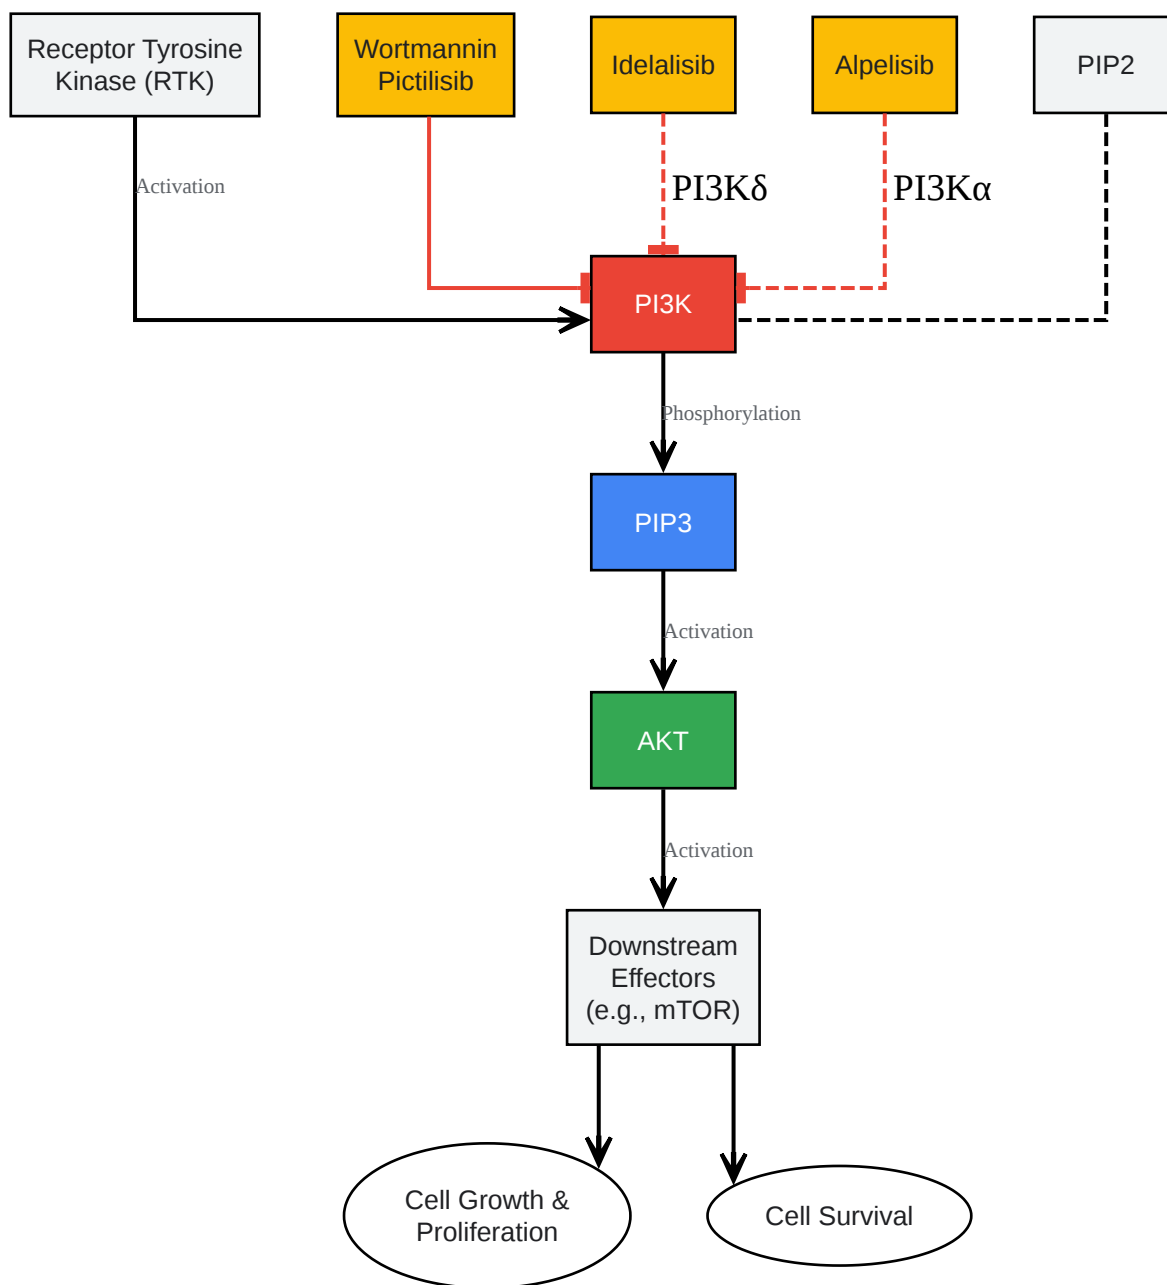 Receptor Tyrosine
Kinase (RTK)
Wortmannin
Pictilisib
Idelalisib
Alpelisib
PIP2
Activation
PI3Kδ
PI3Kα
PI3K
Phosphorylation
PIP3
Activation
AKT
Activation
Downstream
Effectors
(e.g., mTOR)
Cell Growth &
Proliferation
Cell Survival